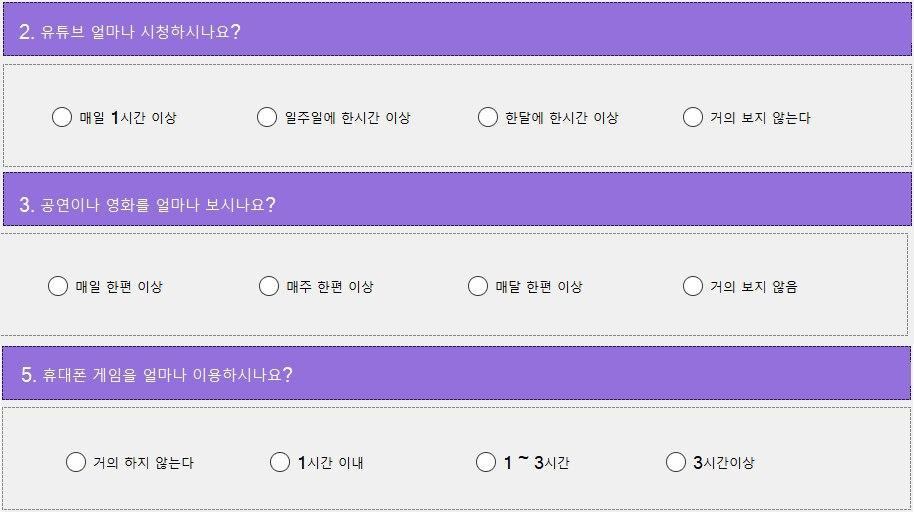 2. 유튜브 얼마나 시청하시나요?
매일 1시간 이상 일주일에 한시간 이상 한달에 한시간 이상 거의 보지 않는다
3. 공연이나 영화를 얼마나 보시나요?
매일 한편 이상 매주 한편 이상 매달 한편 이상 거의 보지 않음
5. 휴대폰 게임을 얼마나 이용하시나요?
거의 하지 않는다 1시간 이내 1 ~ 3시간 3시간이상